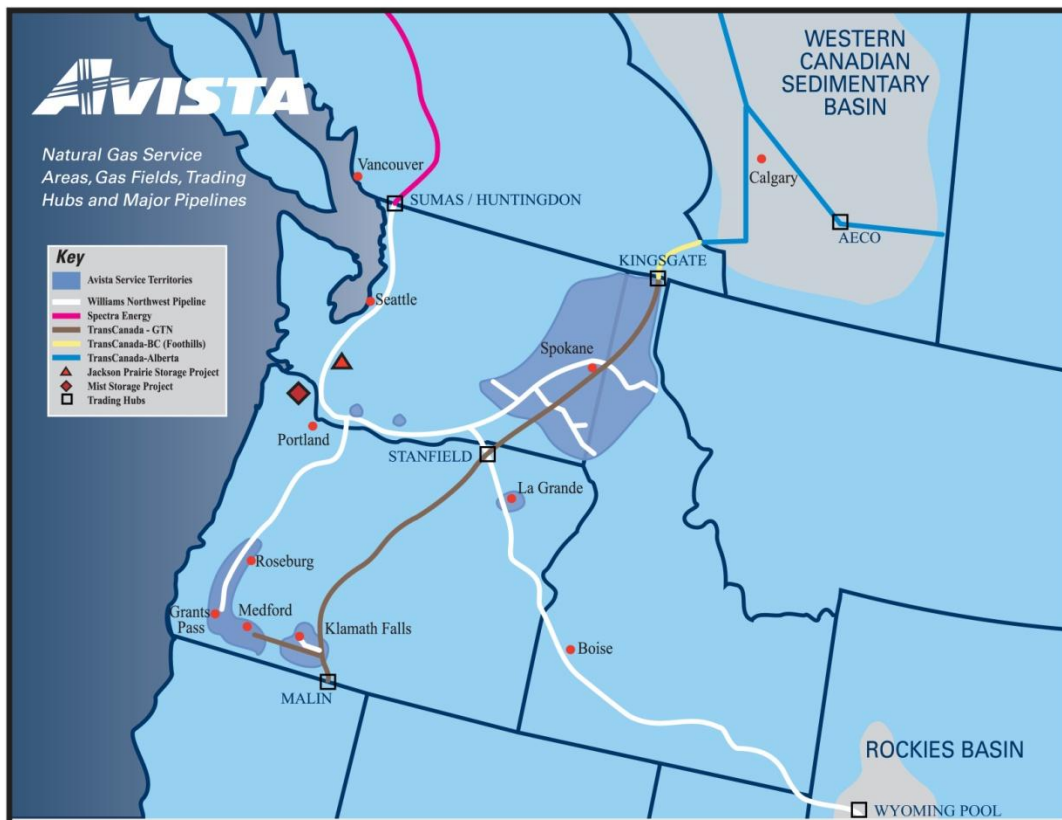 AVISTA
Natural Gas Service
Areas, Gas Fields, Trading
Hubs and Major Pipelines
Key
Avista Service Territories
Williams Northwest Pipeline
Spectra Energy
TransCanada - GTN
TransCanada-BC (Foothills)
TransCanada-Alberta
Jackson Prairie Storage Project
Mist Storage Project
Trading Hubs
WESTERN
CANADIAN
SEDIMENTARY
BASIN
Vancouver
SUMAS / HUNTINGDON
Calgary
AECO
KINGSGATE
Seattle
Spokane
Portland
STANFIELD
La Grande
Roseburg
Grants
Pass
Medford
Klamath Falls
Boise
MALIN
ROCKIES BASIN
WYOMING POOL